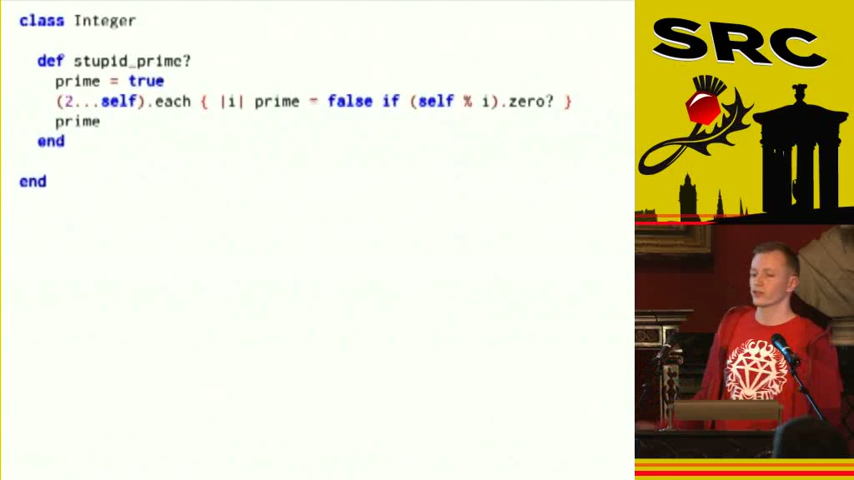 class Integer
def stupid_prime?
prime = true
(2...self).each { |i| prime = false if (self % i).zero? }
prime
end
end
SRC